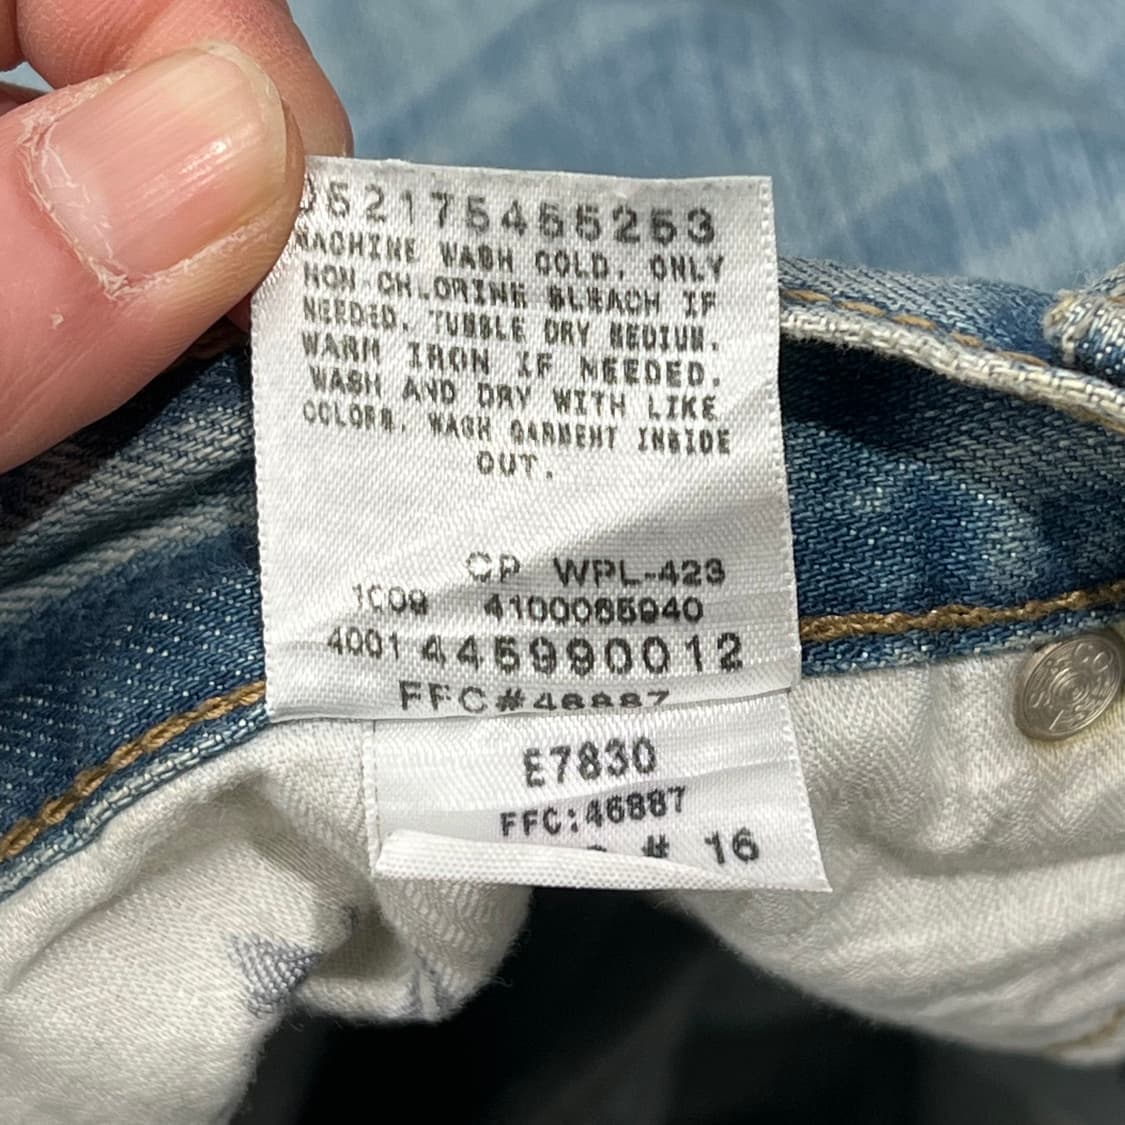 52175455253
MACHINE WASH COLD. ONLY
NON-CHLORINE BLEACH IF
NEEDED. TUMBLE DRY MEDIUM.
WARM IRON IF NEEDED.
WASH AND DRY WITH LIKE
COLORS. WASH GARMENT INSIDE
OUT.
CP WPL-423
1C09 4100065940
4001 445990012
FFC#46887
E7830
FFC:46887
# 16